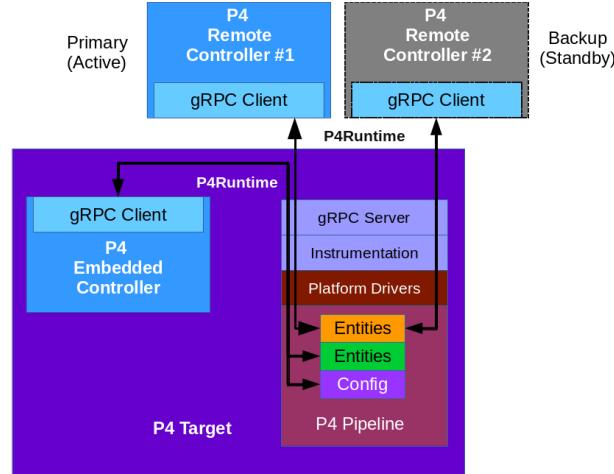 Primary
(Active)
P4
Remote
Controller #1
gRPC Client
P4
Remote
Controller #2
gRPC Client
Backup
(Standby)
P4Runtime
P4Runtime
gRPC Client
P4
Embedded
Controller
gRPC Server
Instrumentation
Platform Drivers
Entities
Entities
Config
P4 Pipeline
P4 Target